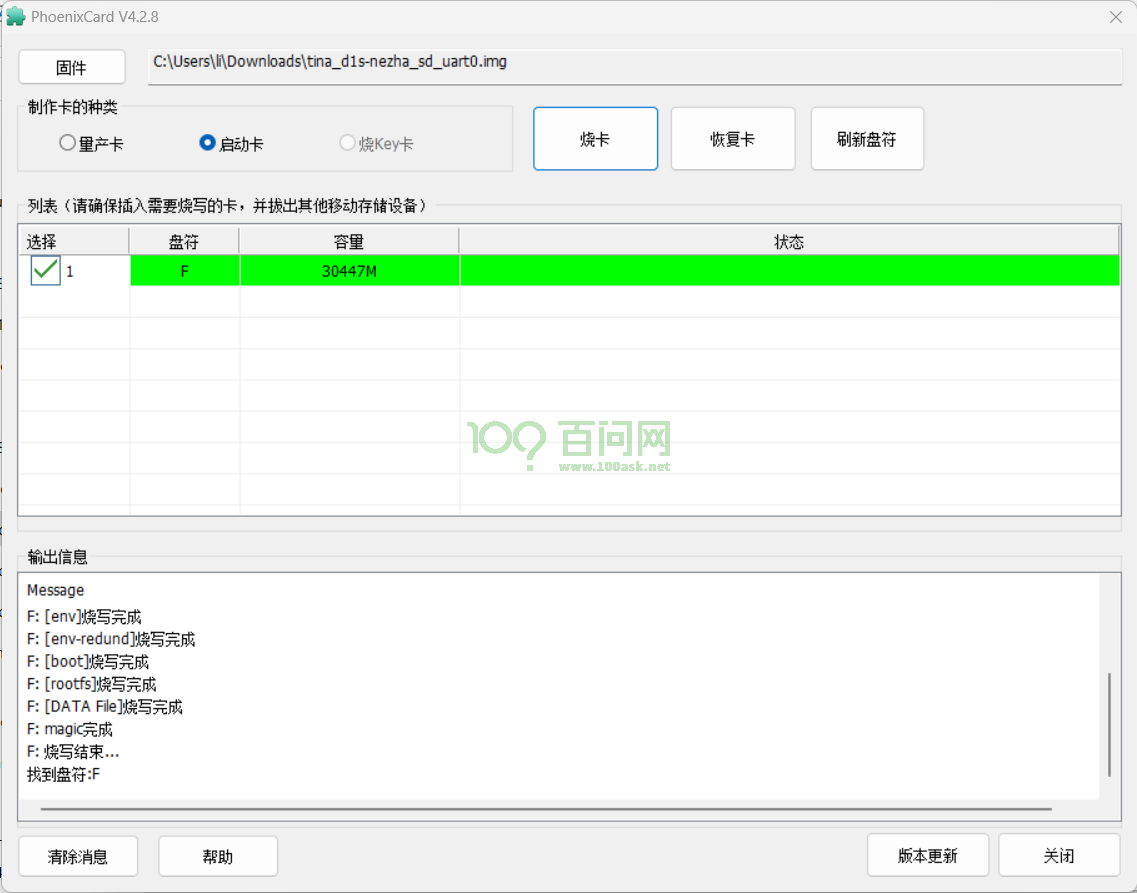 PhoenixCard V4.2.8
固件
C:\Users\li\Downloads\tina_d1s-nezha_sd_uart0.img
制作卡的种类
量产卡 启动卡 烧Key卡
烧卡 恢复卡 刷新盘符
列表（请确保插入需要烧写的卡，并拔出其他移动存储设备）
选择 盘符 容量 状态
1 F 30447M
100? 百问网
www.100ask.net
输出信息
Message
F: [env]烧写完成
F: [env-redund]烧写完成
F: [boot]烧写完成
F: [rootfs]烧写完成
F: [DATA File]烧写完成
F: magic完成
F: 烧写结束...
找到盘符:F
清除消息 帮助 版本更新 关闭